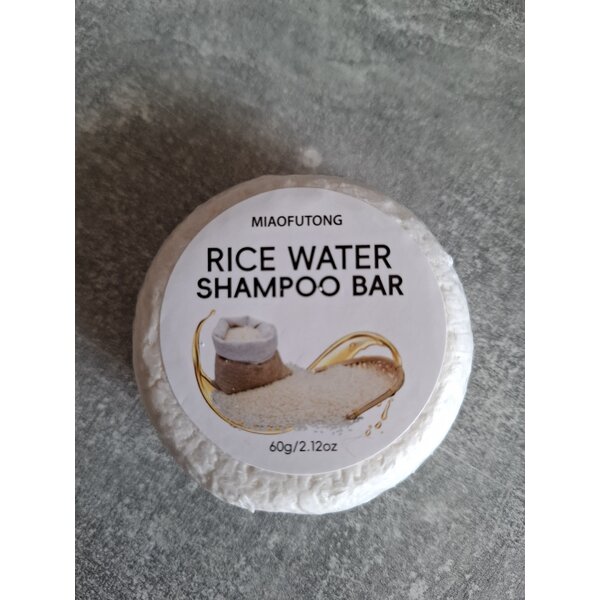 MIAOFUTONG
RICE WATER
SHAMPOO BAR
60g/2.12oz